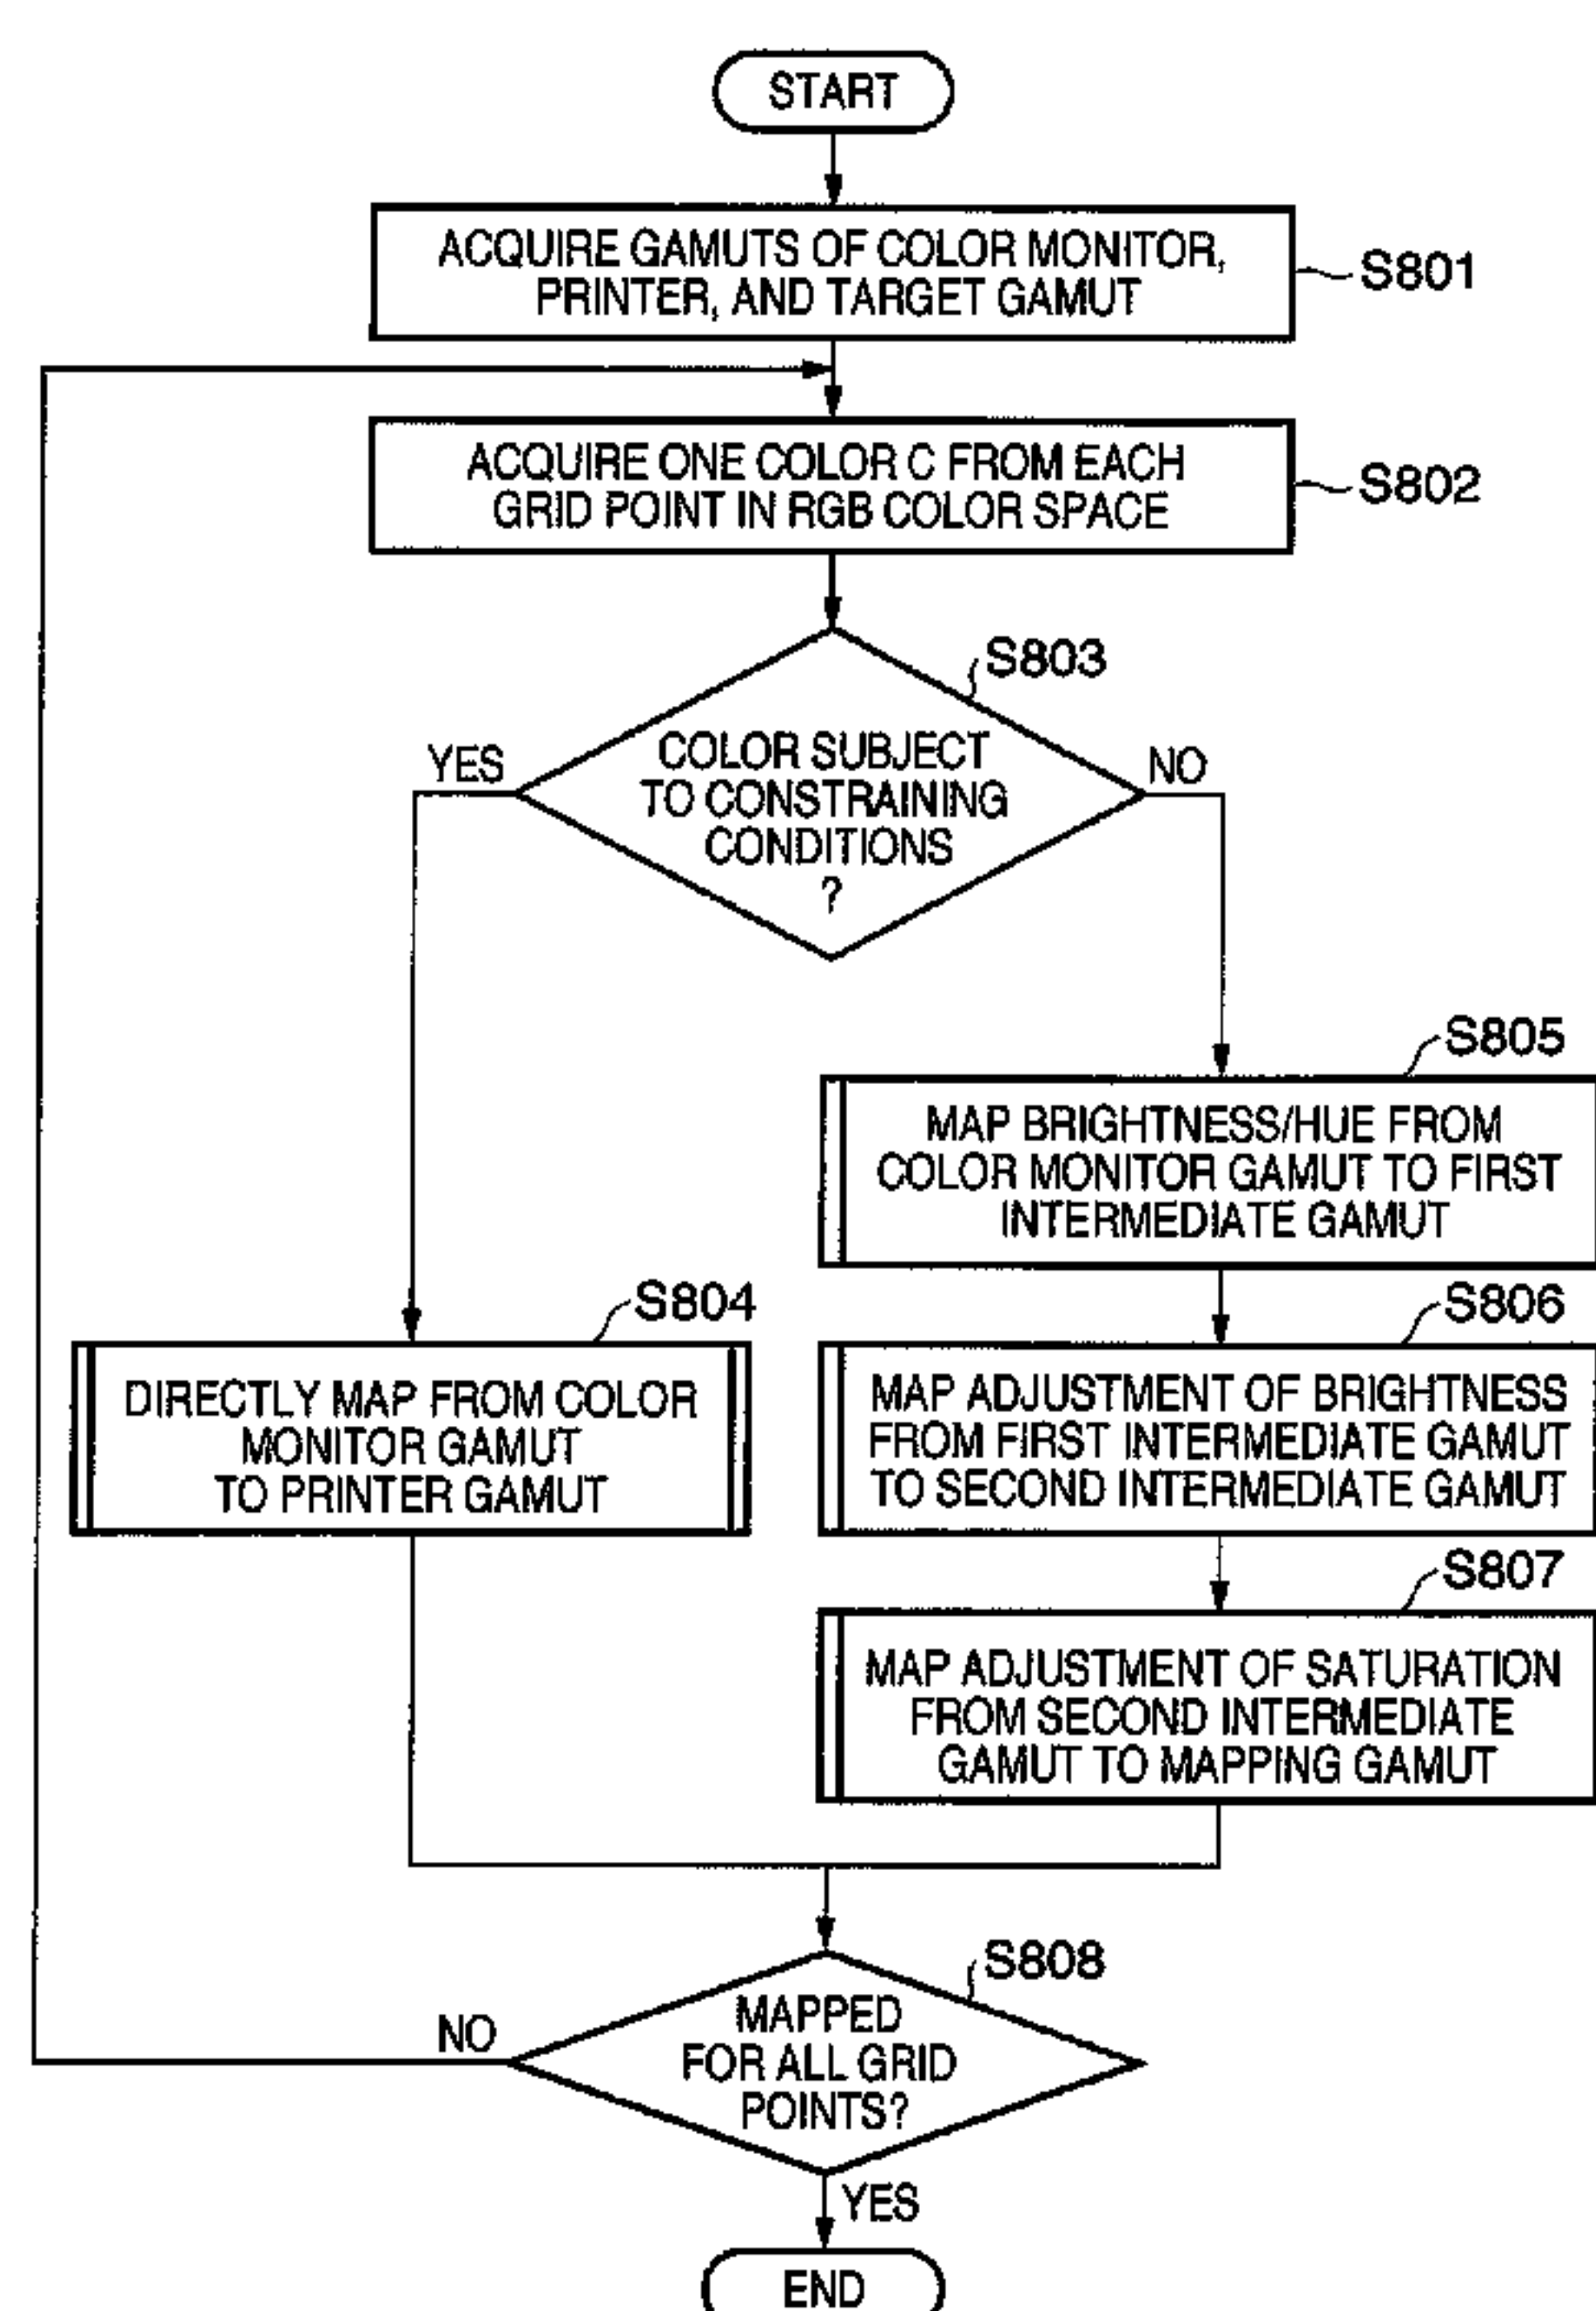 START
ACQUIRE GAMUTS OF COLOR MONITOR,
PRINTER, AND TARGET GAMUT
S801
ACQUIRE ONE COLOR C FROM EACH
GRID POINT IN RGB COLOR SPACE
S802
S803
COLOR SUBJECT
TO CONSTRAINING
CONDITIONS
?
YES
NO
S805
MAP BRIGHTNESS/HUE FROM
COLOR MONITOR GAMUT TO FIRST
INTERMEDIATE GAMUT
S804
DIRECTLY MAP FROM COLOR
MONITOR GAMUT
TO PRINTER GAMUT
S806
MAP ADJUSTMENT OF BRIGHTNESS
FROM FIRST INTERMEDIATE GAMUT
TO SECOND INTERMEDIATE GAMUT
S807
MAP ADJUSTMENT OF SATURATION
FROM SECOND INTERMEDIATE
GAMUT TO MAPPING GAMUT
S808
MAPPED
FOR ALL GRID
POINTS?
NO
YES
END